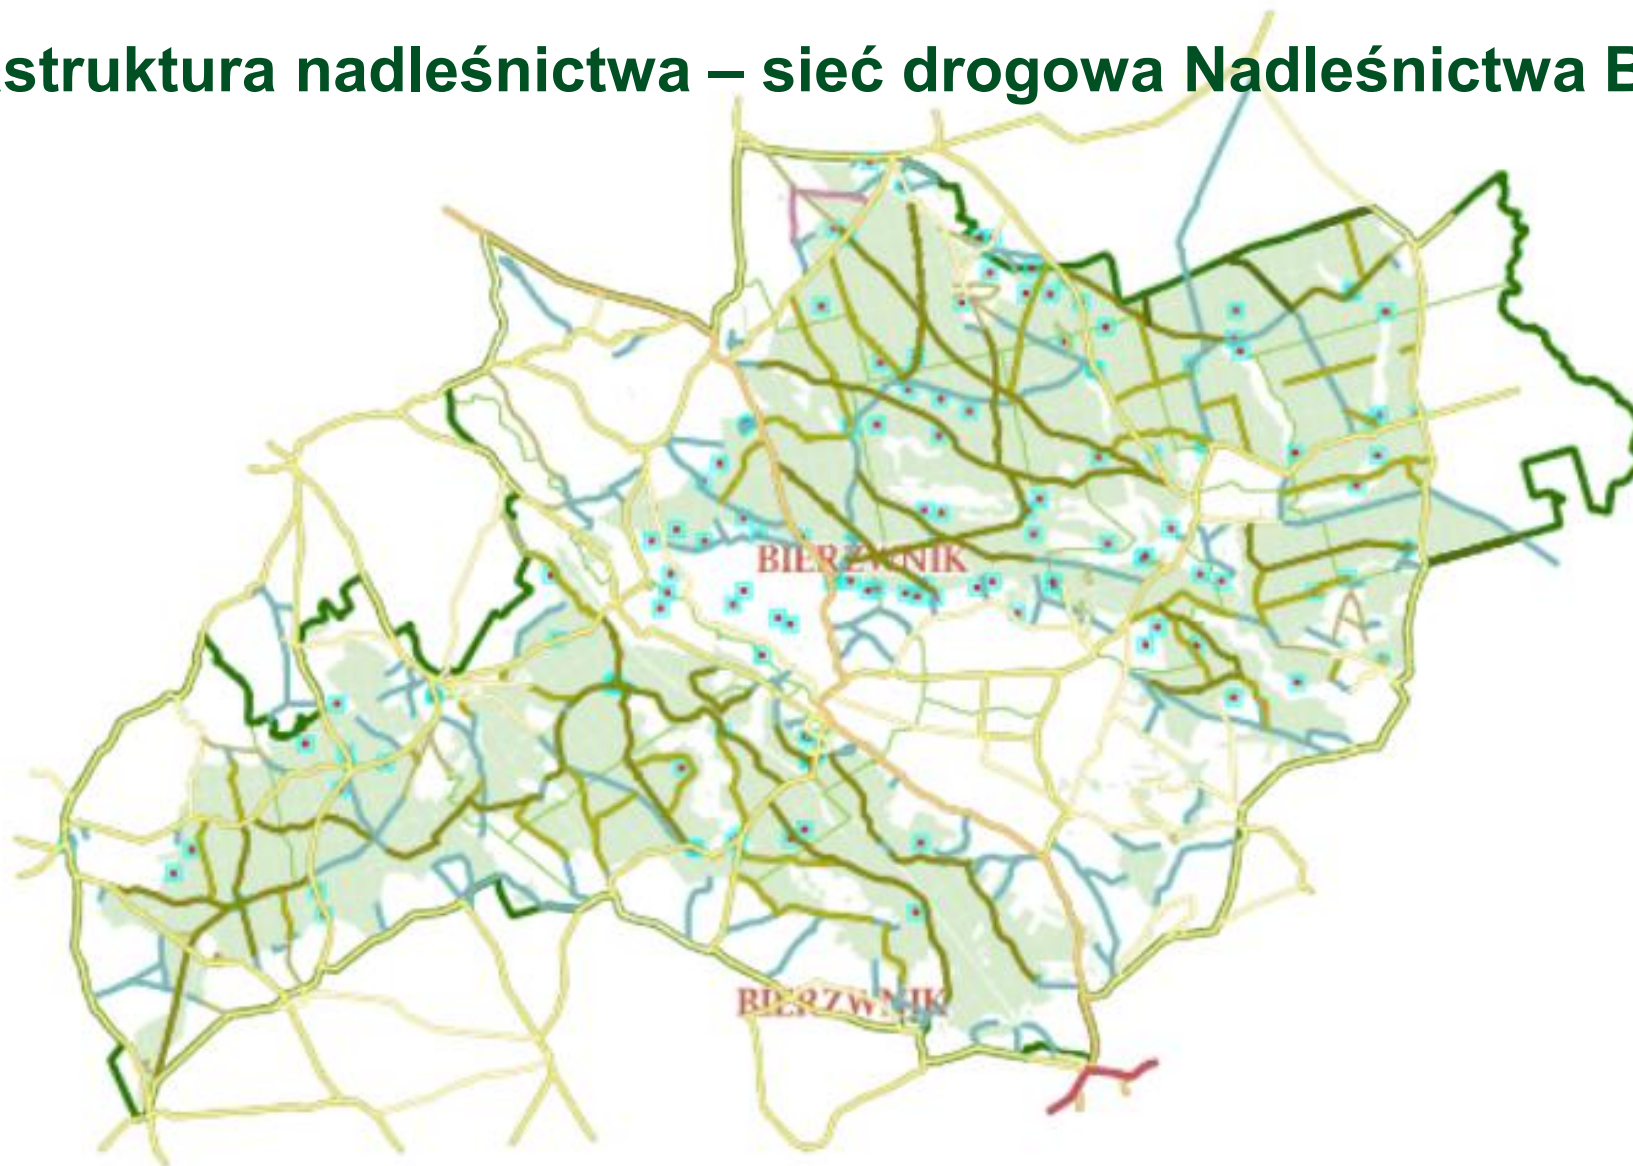 struktura nadleśnictwa – sieć drogowa Nadleśnictwa B
BIERZWNIK
BIERZWNIK